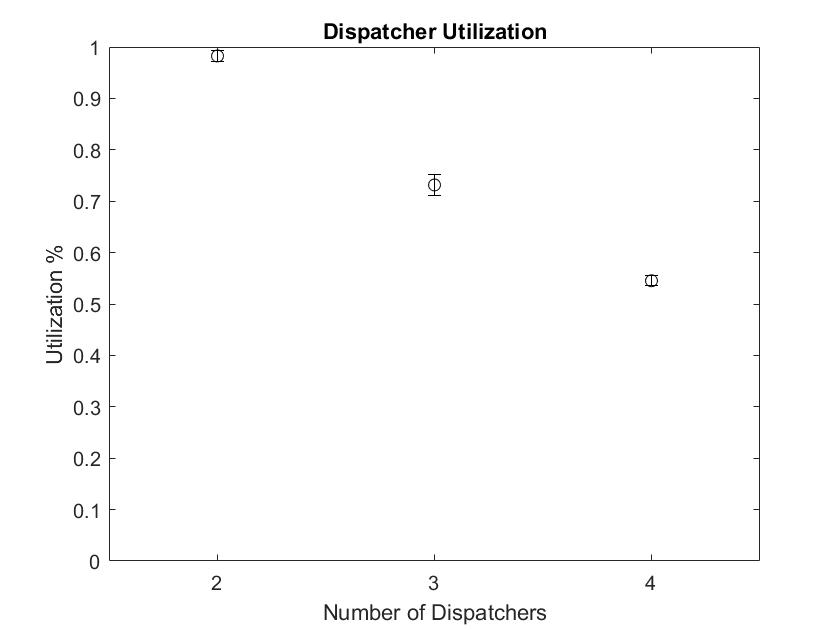 Dispatcher Utilization
1
0.9
0.8
0.7
0.6
0.5
0.4
0.3
0.2
0.1
0
Utilization %
2 3 4
Number of Dispatchers